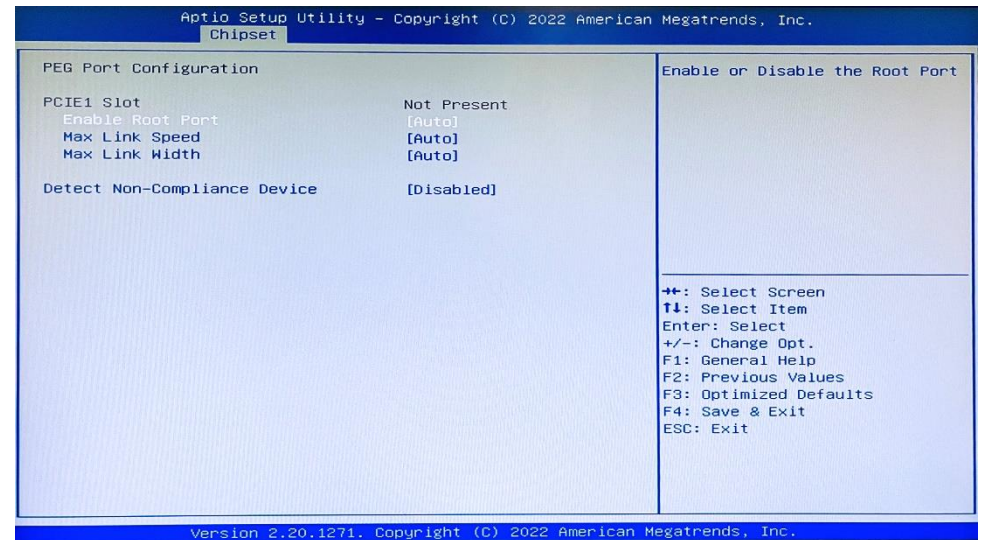 Aptio Setup Utility – Copyright (C) 2022 American Megatrends, Inc.
Chipset
PEG Port Configuration
PCIE1 Slot Not Present
Enable Root Port [Auto]
Max Link Speed [Auto]
Max Link Width [Auto]
Detect Non-Compliance Device [Disabled]
Enable or Disable the Root Port
→←: Select Screen
↑↓: Select Item
Enter: Select
+/-: Change Opt.
F1: General Help
F2: Previous Values
F3: Optimized Defaults
F4: Save & Exit
ESC: Exit
Version 2.20.1271. Copyright (C) 2022 American Megatrends, Inc.